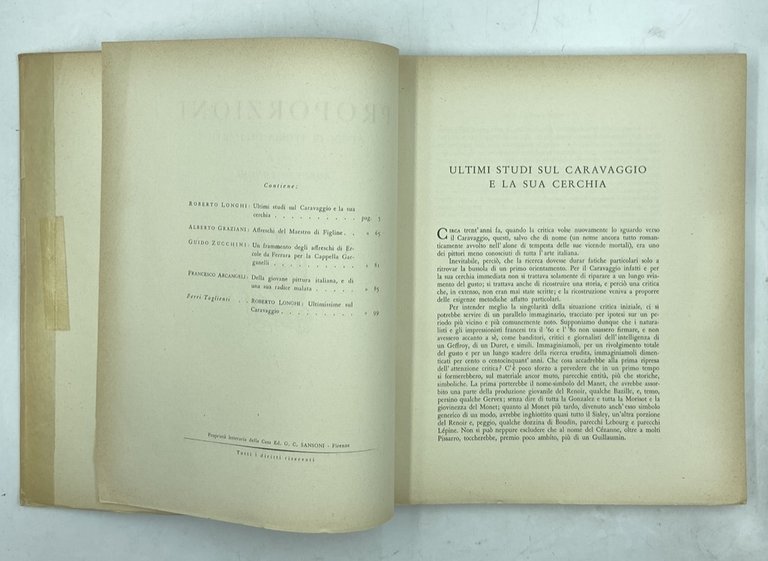 PROPORZIONI
Contiene:
ROBERTO LONGHI: Ultimi studi sul Caravaggio e la sua
cerchia . . . . . . . . . . pag. 5
ALBERTO GRAZIANI: Affreschi del Maestro di Figline . . » 65
GUIDO ZUCCHINI: Un frammento degli affreschi di Er-
cole da Ferrara per la Cappella Gar-
ganelli . . . . . . . . . . » 81
FRANCESCO ARCANGELI: Della giovane pittura italiana, e di
una sua radice malata . . . . . » 85
Ferri Taglienti . . ROBERTO LONGHI: Ultimissime sul
Caravaggio . . . . . . . . . » 99
Proprietà letteraria della Casa Ed. G. C. SANSONI - Firenze
Tutti i diritti riservati
ULTIMI STUDI SUL CARAVAGGIO
E LA SUA CERCHIA
CIRCA trent'anni fa, quando la critica volse nuovamente lo sguardo verso
il Caravaggio, questi, salvo che di nome (un nome ancora tutto roman-
ticamente avvolto nell'alone di tempesta delle sue vicende mortali), era uno
dei pittori meno conosciuti di tutta l'arte italiana.
Inevitabile, perciò, che la ricerca dovesse durar fatiche particolari solo
a ritrovar la bussola di un primo orientamento. Per il Caravaggio infatti e per
la sua cerchia immediata non si trattava solamente di riparare a un lungo svia-
mento del gusto; si trattava anche di ricostruire una storia, e perciò una critica
che, in extenso, non eran mai state scritte; e la ricostruzione veniva a proporre
delle esigenze metodiche affatto particolari.
Per intender meglio la singolarità della situazione critica iniziale, ci si
potrebbe servire di un parallelo immaginario, tracciato per ipotesi sur un pe-
riodo più vicino e più comunemente noto. Supponiamo dunque che i natura-
listi e gli impressionisti francesi tra il '60 e l' 80 non usassero firmare, e non
avessero accanto a sè, come banditori, critici e giornalisti dell'intelligenza di
un Geffroy, di un Duret, e simili. Immaginiamoli, per un rivolgimento totale
del gusto e per un lungo scadere della ricerca erudita, immaginiamoli dimen-
ticati per cento o centocinquant'anni. Che cosa accadrebbe alla prima ripresa
dell'attenzione critica? C'è poco sforzo a prevedere che in un primo tempo
si formerebbero, sul materiale ancor muto, parecchie entità, più che storiche,
simboliche. La prima porterebbe il nome-simbolo del Manet, che avrebbe assor-
bito una parte della produzione giovanile del Renoir, qualche Bazille, e, temo,
persino qualche Gervex; senza dire di tutta la Gonzalez e tutta la Morisot e la
giovinezza del Monet; quanto al Monet più tardo, divenuto anch'esso simbolo
generico di un modo, avrebbe inghiottito quasi tutto il Sisley, un'altra porzione
del Renoir e, peggio, qualche dozzina di Boudin, parecchi Lebourg e parecchi
Lépine. Non si può neppure escludere che al nome del Cézanne, oltre a molti
Pissarro, toccherebbe, premio poco ambito, più di un Guillaumin.